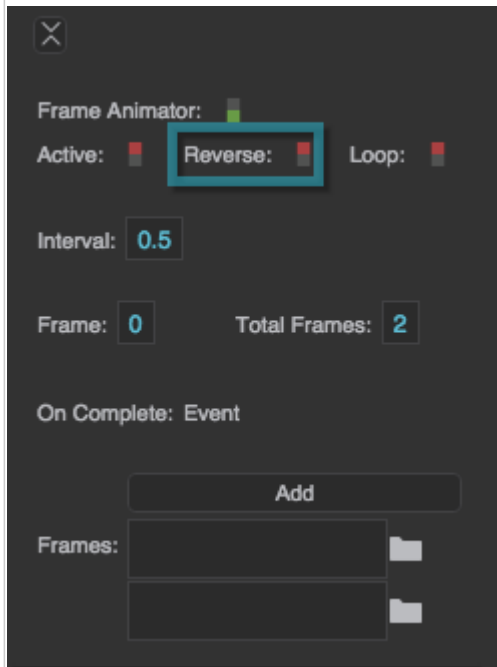 Frame Animator:
Active: Reverse: Loop:
Interval: 0.5
Frame: 0 Total Frames: 2
On Complete: Event
Add
Frames: